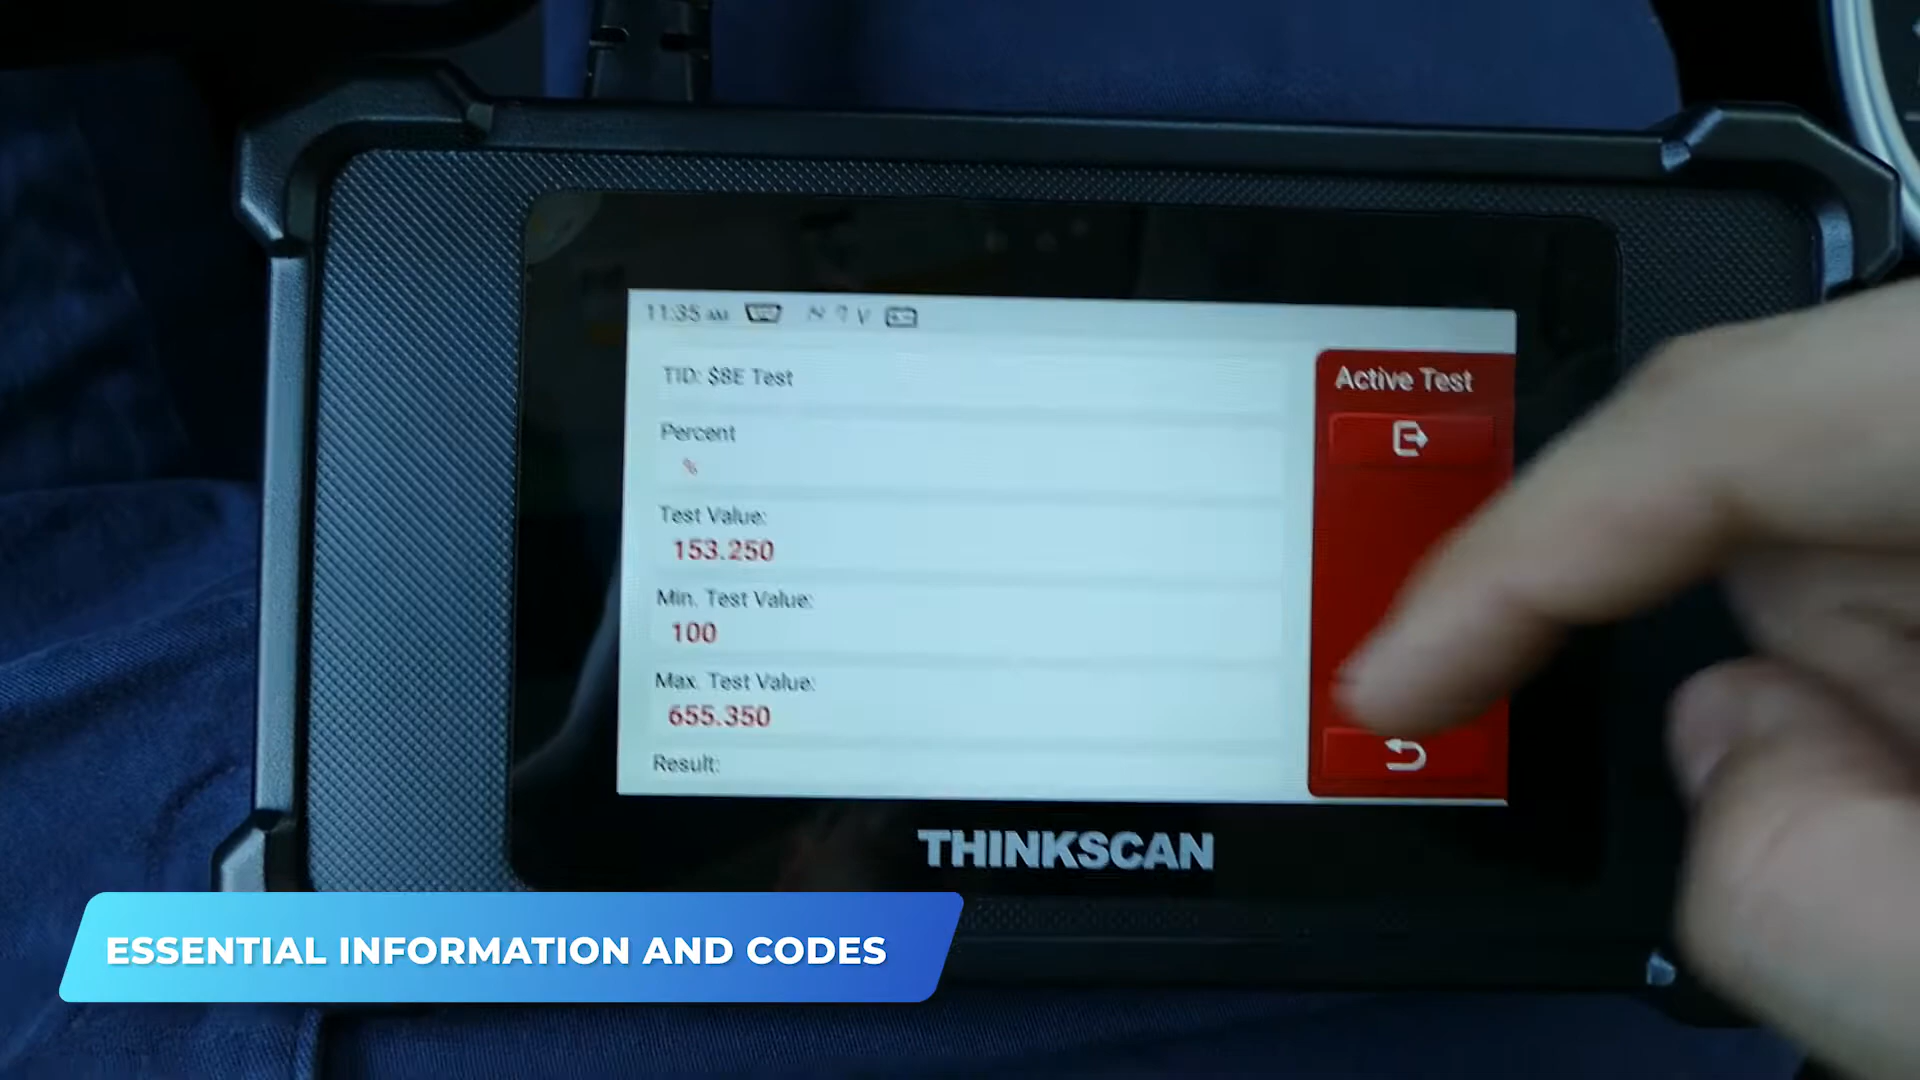 11:35 AM
TID: $8E Test
Percent
%
Test Value:
153.250
Min. Test Value:
100
Max. Test Value:
655.350
Result:
Active Test
THINKSCAN
ESSENTIAL INFORMATION AND CODES